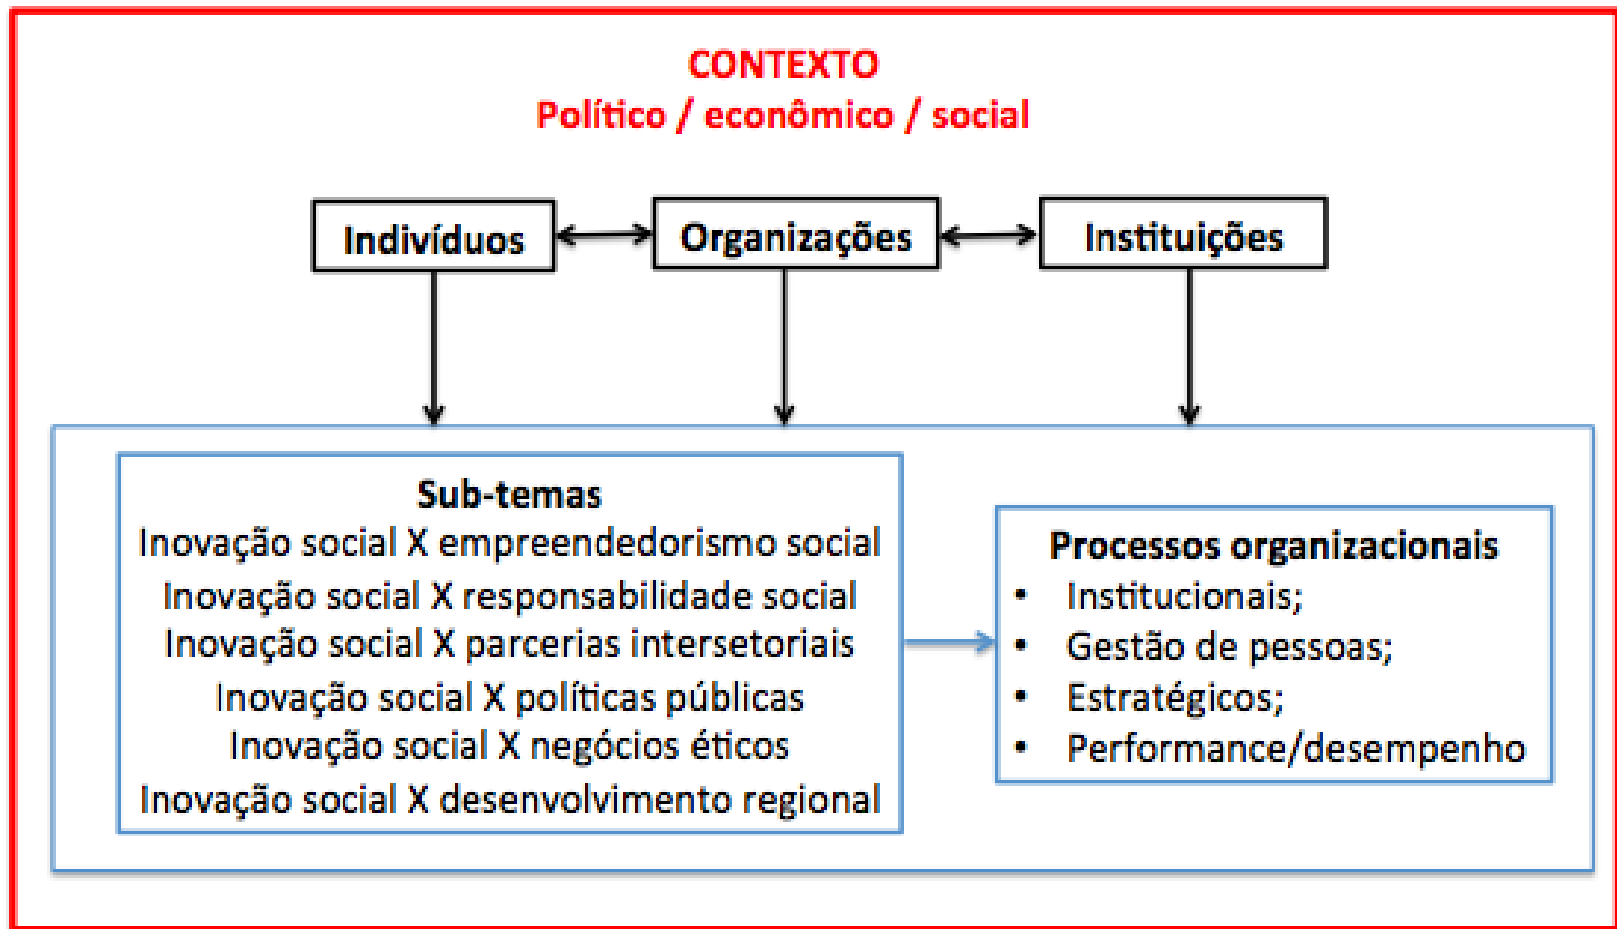 CONTEXTO
Político / econômico / social
Indivíduos
Organizações
Instituições
Sub-temas
Inovação social X empreendedorismo social
Inovação social X responsabilidade social
Inovação social X parcerias intersetoriais
Inovação social X políticas públicas
Inovação social X negócios éticos
Inovação social X desenvolvimento regional
Processos organizacionais
• Institucionais;
• Gestão de pessoas;
• Estratégicos;
• Performance/desempenho